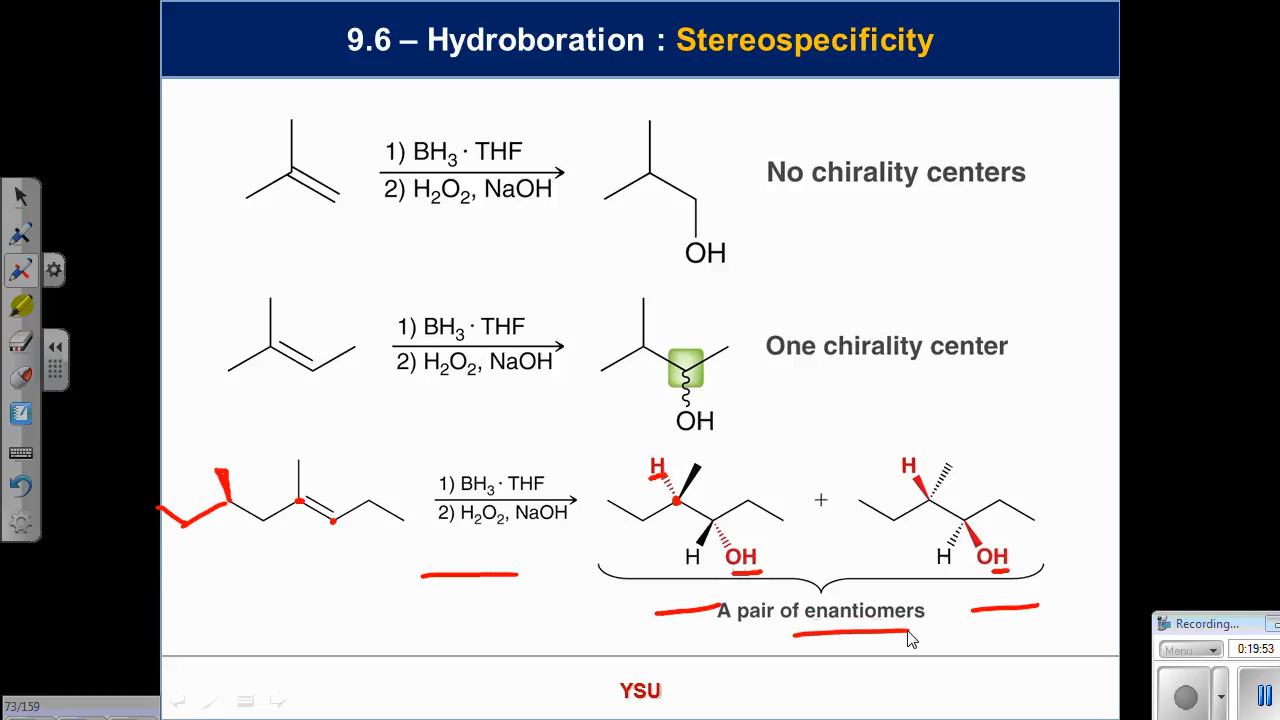 9.6 – Hydroboration : Stereospecificity
1) BH3 · THF
2) H2O2, NaOH
OH
No chirality centers
1) BH3 · THF
2) H2O2, NaOH
OH
One chirality center
1) BH3 · THF
2) H2O2, NaOH
H
H
OH
+
H
H
OH
A pair of enantiomers
YSU
73/159
Recording...
Menu
0:19:53